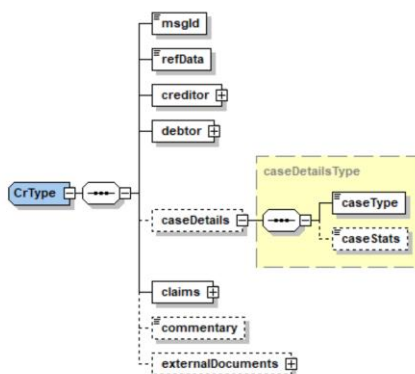 msgId
refData
creditor
debtor
caseDetailsType
CrType
caseType
caseDetails
caseStats
claims
commentary
externalDocuments